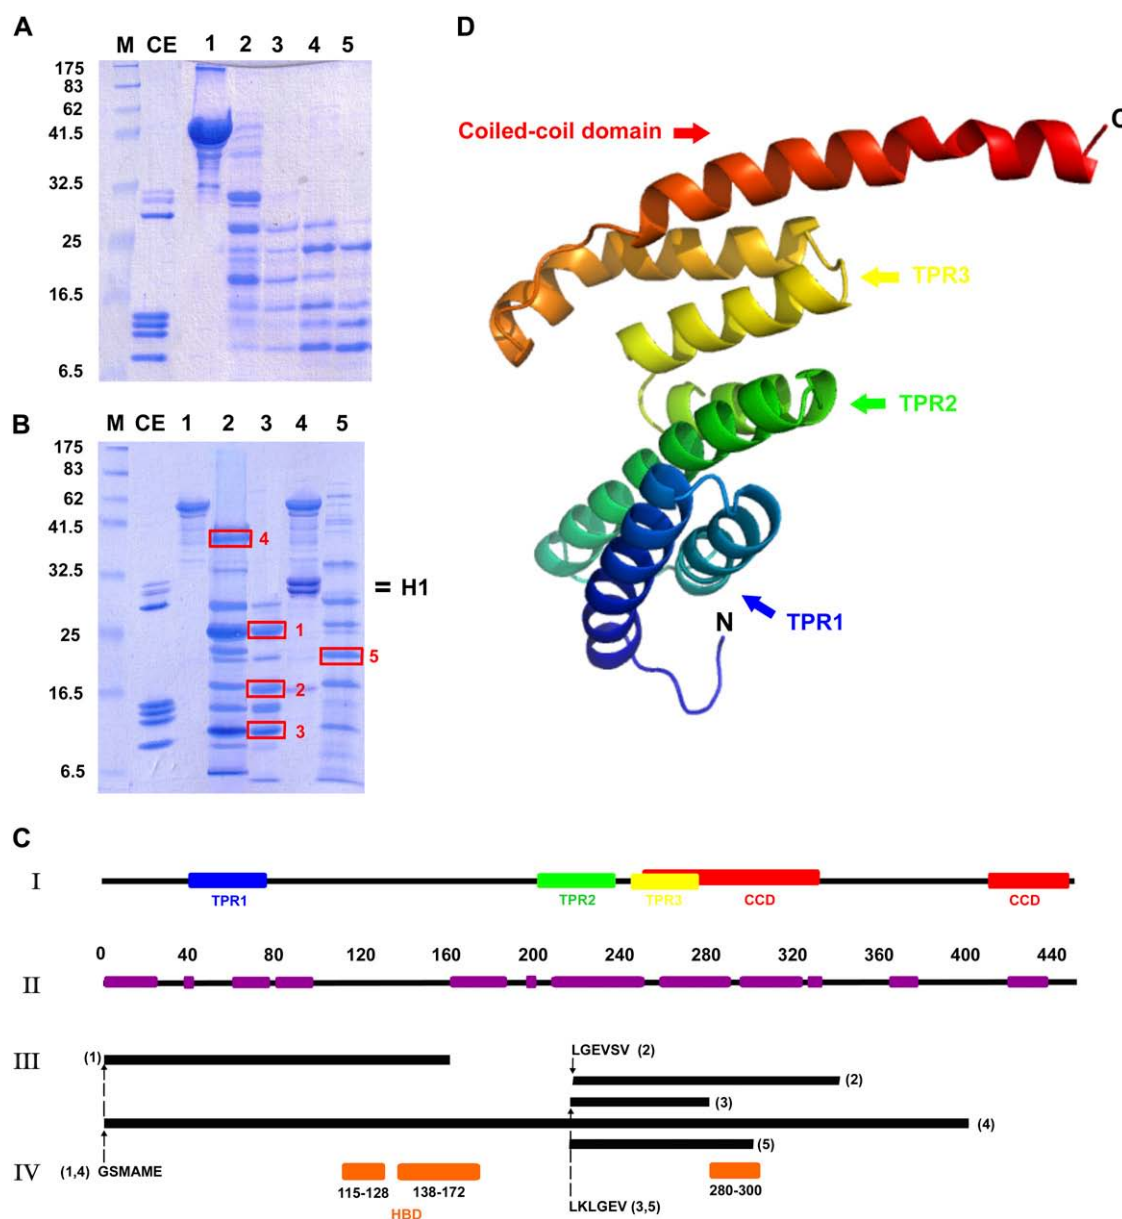 A
M CE 1 2 3 4 5
175
83
62
41.5
32.5
25
16.5
6.5
D
Coiled-coil domain
C
TPR3
TPR2
TPR1
N
B
M CE 1 2 3 4 5
175
83
62
41.5
32.5
25
16.5
6.5
4
1
5
2
3
= H1
C
I
TPR1 TPR2 TPR3 CCD CCD
0 40 80 120 160 200 240 280 320 360 400 440
II
III
(1)
LGEVSV (2)
(2)
(3)
(4)
(5)
IV
(1,4) GSMAME
115-128 138-172 280-300
HBD
LKLGEV (3,5)